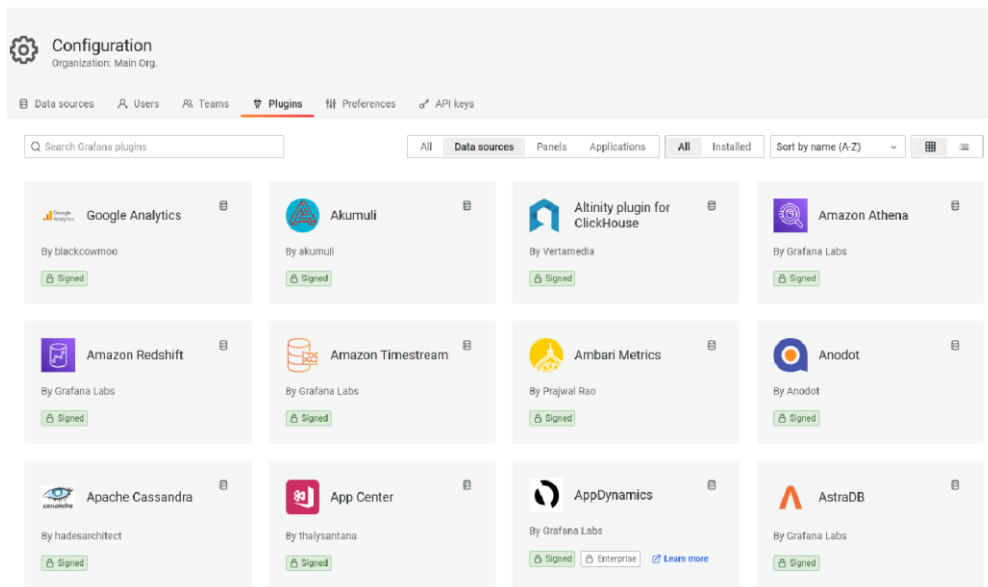 Configuration
Organization: Main Org.
Data sources Users Teams Plugins Preferences API keys
Search Grafana plugins All Data sources Panels Applications All Installed Sort by name (A-Z)
Google Analytics Google Analytics
By blackcowmoo
Signed
Akumuli
By akumuli
Signed
Altinity plugin for
ClickHouse
By Vertamedia
Signed
Amazon Athena
By Grafana Labs
Signed
Amazon Redshift
By Grafana Labs
Signed
Amazon Timestream
By Grafana Labs
Signed
Ambari Metrics
By Prajwal Rao
Signed
Anodot
By Anodot
Signed
cassandra Apache Cassandra
By hadesarchitect
Signed
App Center
By thalysantana
Signed
AppDynamics
By Grafana Labs
Signed Enterprise Learn more
AstraDB
By Grafana Labs
Signed